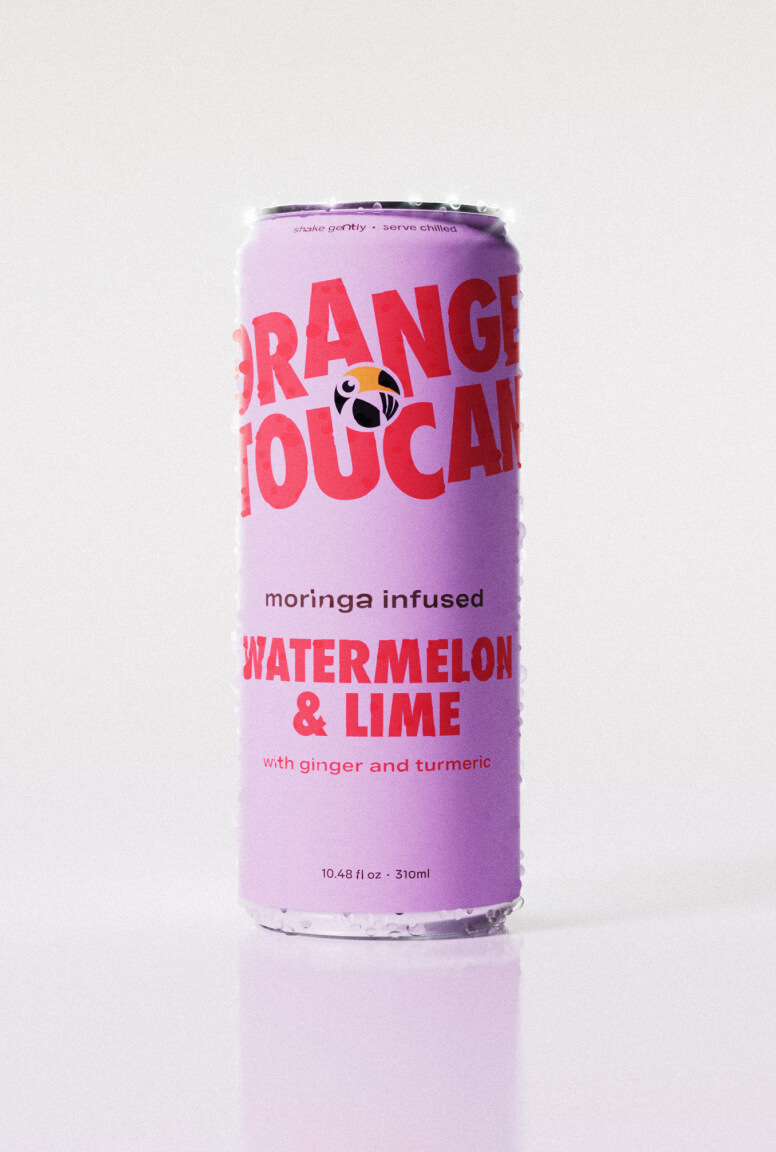 shake gently · serve chilled
ORANGE
TOUCAN
moringa infused
WATERMELON
& LIME
with ginger and turmeric
10.48 fl oz · 310ml